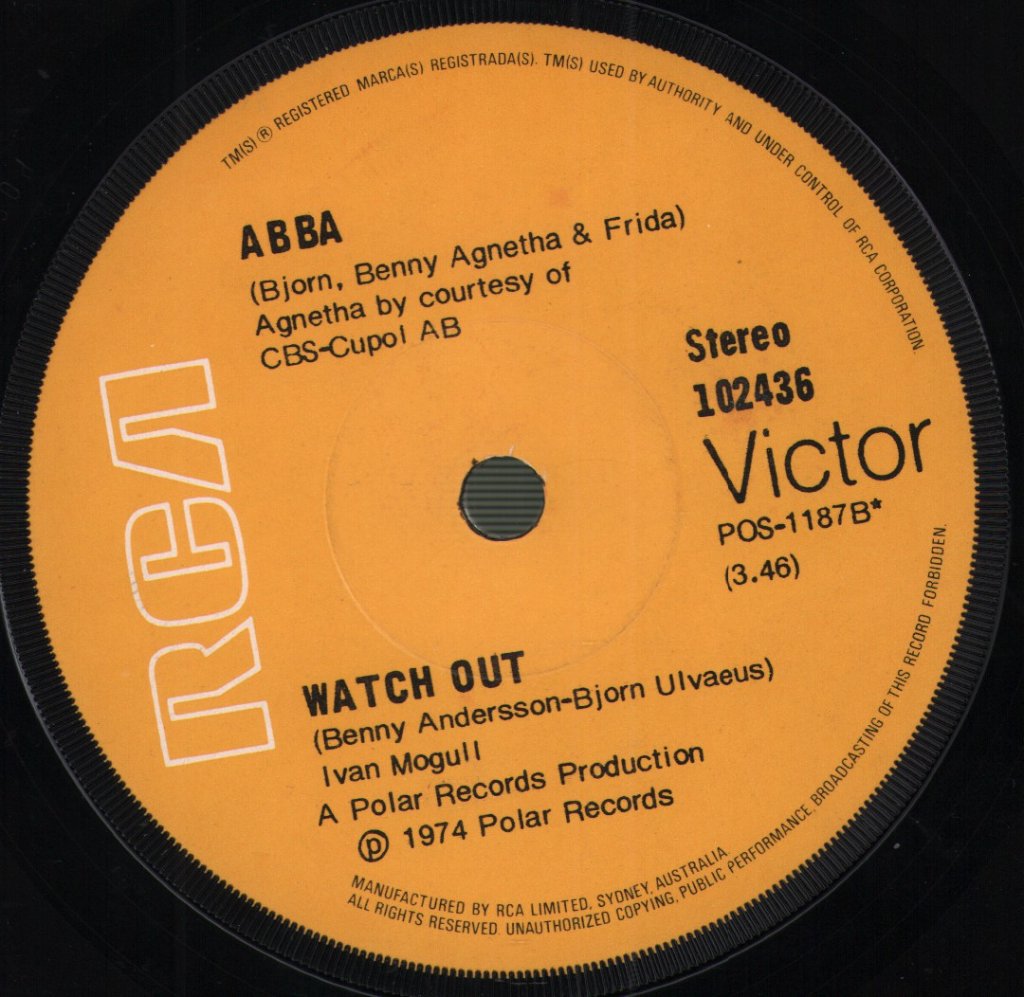 TM(S) ® REGISTERED MARCA(S) REGISTRADA(S). TM(S) USED BY AUTHORITY AND UNDER CONTROL OF RCA CORPORATION.
ABBA
(Bjorn, Benny Agnetha & Frida)
Agnetha by courtesy of
CBS-Cupol AB
RCA
Stereo
102436
Victor
POS-1187B*
(3.46)
WATCH OUT
(Benny Andersson-Bjorn Ulvaeus)
Ivan Mogull
A Polar Records Production
℗ 1974 Polar Records
MANUFACTURED BY RCA LIMITED, SYDNEY, AUSTRALIA.
ALL RIGHTS RESERVED. UNAUTHORIZED COPYING, PUBLIC PERFORMANCE, BROADCASTING OF THIS RECORD FORBIDDEN.